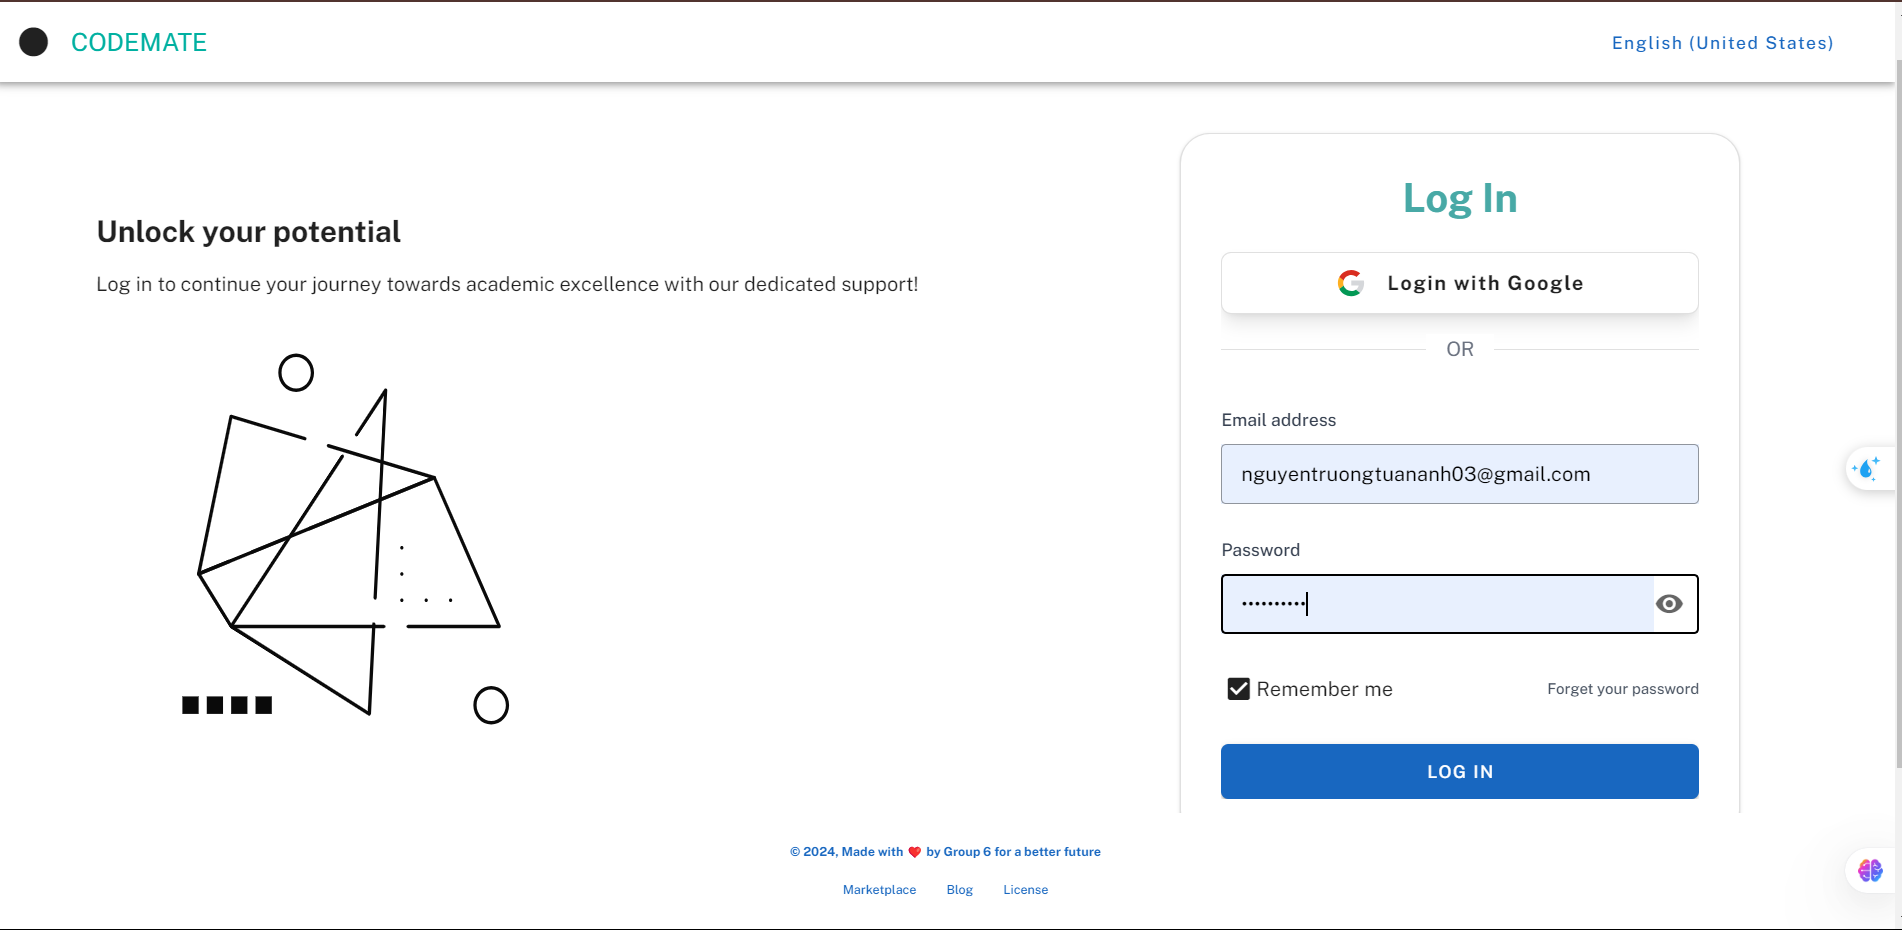 CODEMATE
English (United States)
Unlock your potential
Log in to continue your journey towards academic excellence with our dedicated support!
Log In
Login with Google
OR
Email address
nguyentruongtuananh03@gmail.com
Password
••••••••••
Remember me
Forget your password
LOG IN
© 2024, Made with ❤️ by Group 6 for a better future
Marketplace
Blog
License